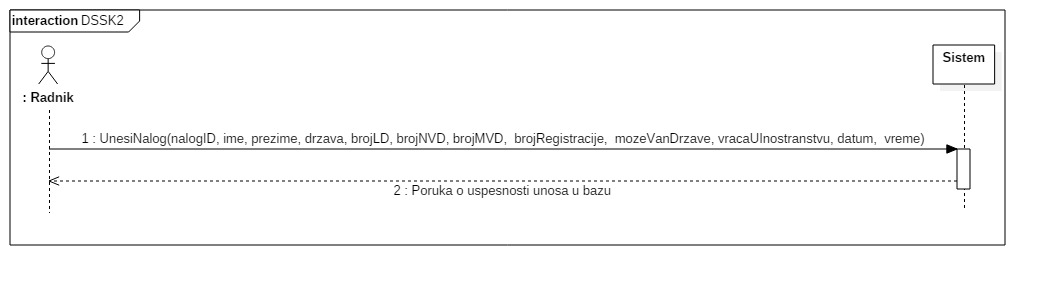 interaction DSSK2
: Radnik
Sistem
1 : UnesiNalog(nalogID, ime, prezime, drzava, brojLD, brojNVD, brojMVD, brojRegistracije, mozeVanDrzave, vracaUInostranstvu, datum, vreme)
2 : Poruka o uspesnosti unosa u bazu